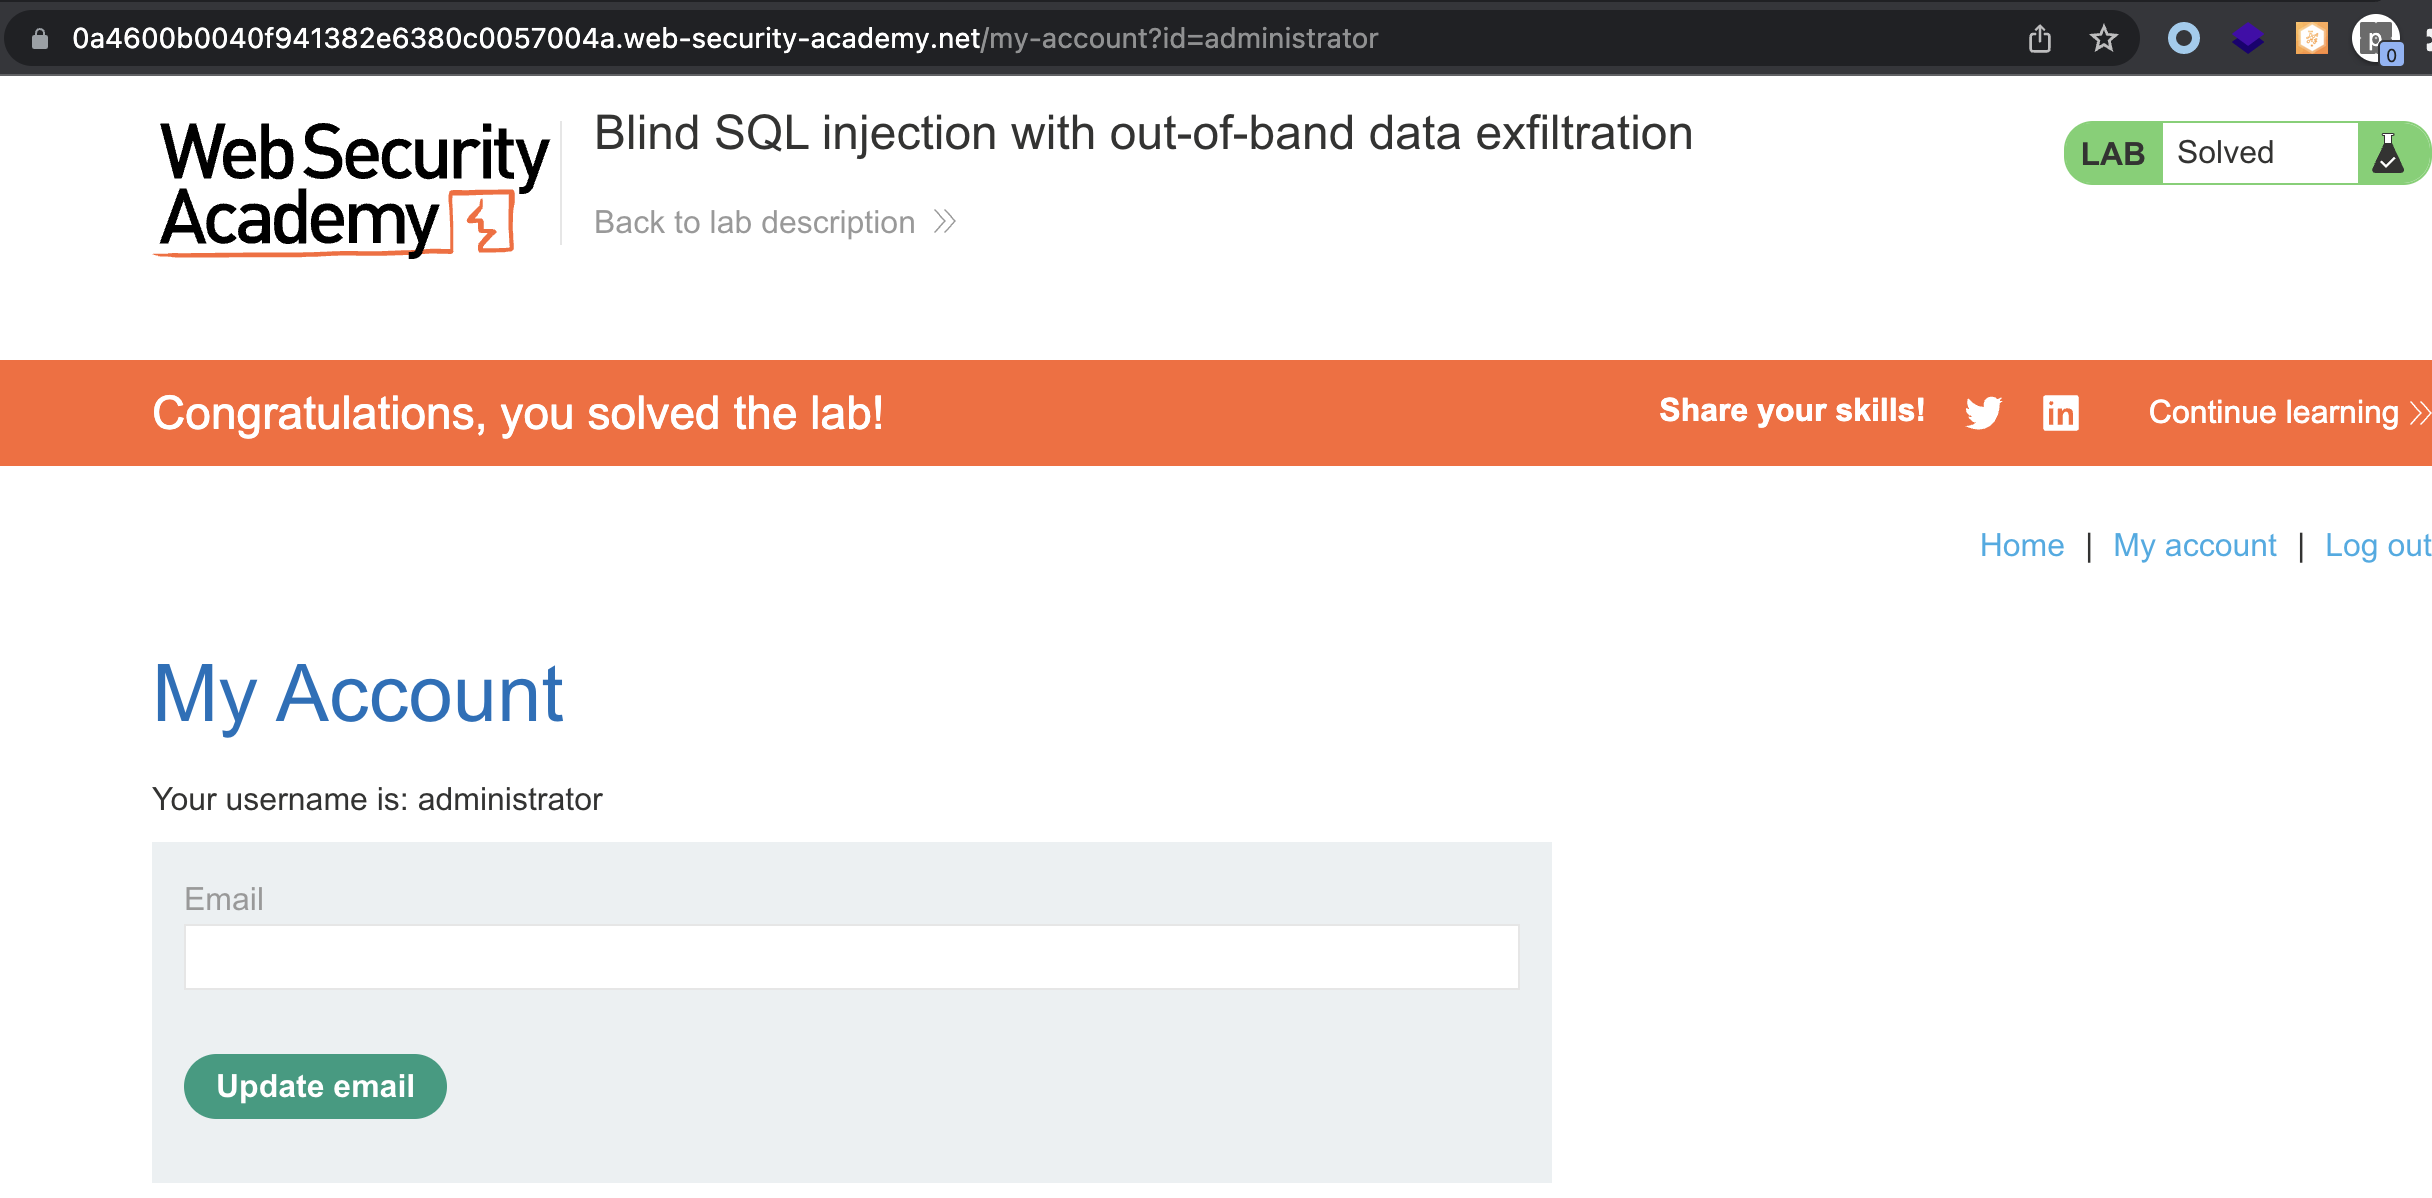 0a4600b0040f941382e6380c0057004a.web-security-academy.net/my-account?id=administrator
p
0
Web Security
Academy
Blind SQL injection with out-of-band data exfiltration
Back to lab description
LAB Solved
Congratulations, you solved the lab!
Share your skills!
in
Continue learning
Home | My account | Log out
My Account
Your username is: administrator
Email
Update email